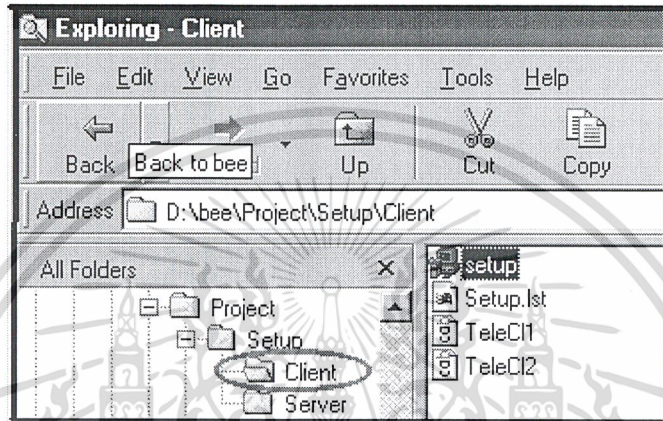 Exploring - Client
File Edit View Go Favorites Tools Help
Back Up Cut Copy
Back to bee
Address D:\bee\Project\Setup\Client
All Folders
Project
Setup
Client
Server
setup
Setup.lst
TeleCl1
TeleCl2